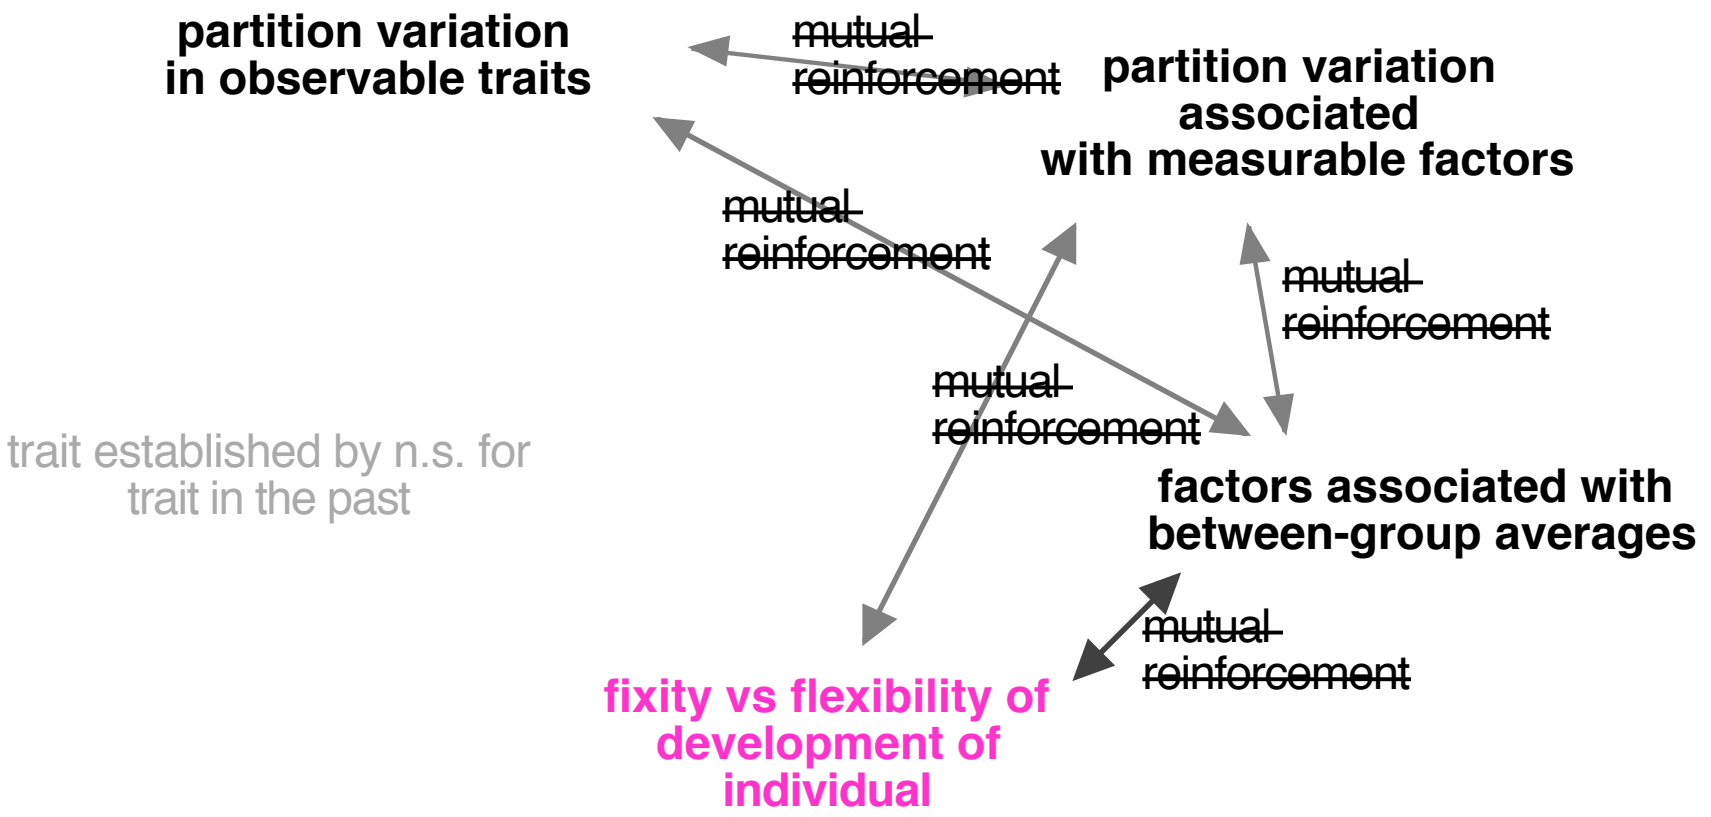 partition variation
in observable traits
mutual
reinforcement
partition variation
associated
with measurable factors
mutual
reinforcement
mutual
reinforcement
mutual
reinforcement
trait established by n.s. for
trait in the past
factors associated with
between-group averages
mutual
reinforcement
fixity vs flexibility of
development of
individual